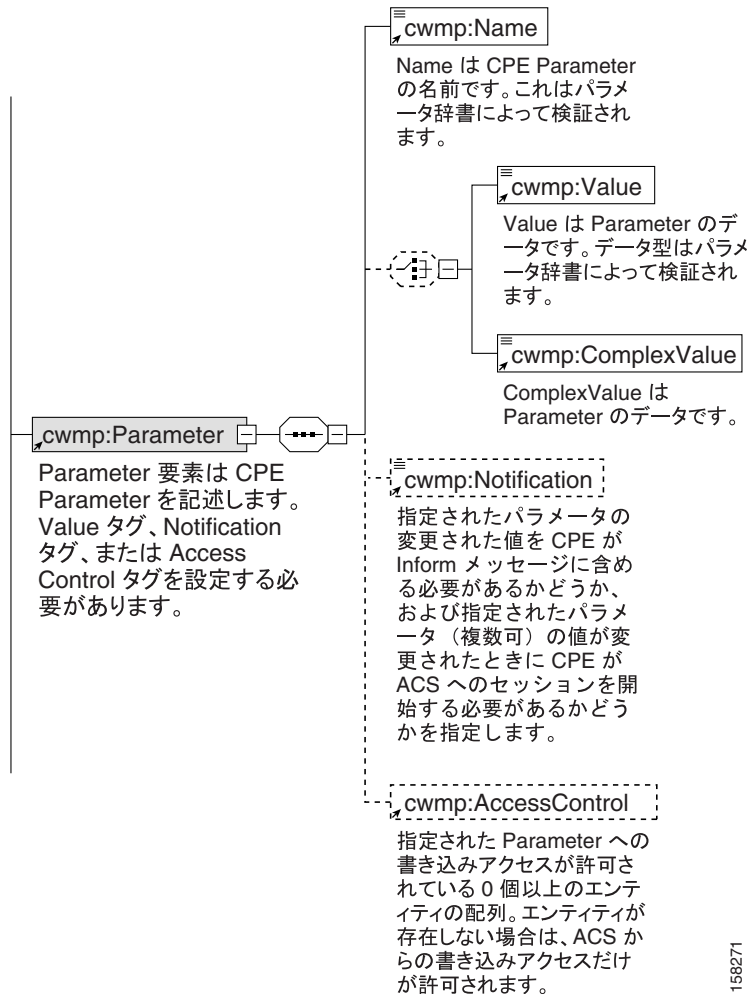 cwmp:Name
Name は CPE Parameter
の名前です。これはパラメ
ータ辞書によって検証され
ます。
cwmp:Value
Value は Parameter のデ
ータです。データ型はパラメ
ータ辞書によって検証され
ます。
cwmp:ComplexValue
ComplexValue は
Parameter のデータです。
cwmp:Parameter
Parameter 要素は CPE
Parameter を記述します。
Value タグ、Notification
タグ、または Access
Control タグを設定する必
要があります。
cwmp:Notification
指定されたパラメータの
変更された値を CPE が
Inform メッセージに含め
る必要があるかどうか、
および指定されたパラメ
ータ（複数可）の値が変
更されたときに CPE が
ACS へのセッションを開
始する必要があるかどう
かを指定します。
cwmp:AccessControl
指定された Parameter への
書き込みアクセスが許可さ
れている 0 個以上のエンテ
ィティの配列。エンティティが
存在しない場合は、ACS か
らの書き込みアクセスだけ
が許可されます。
158271